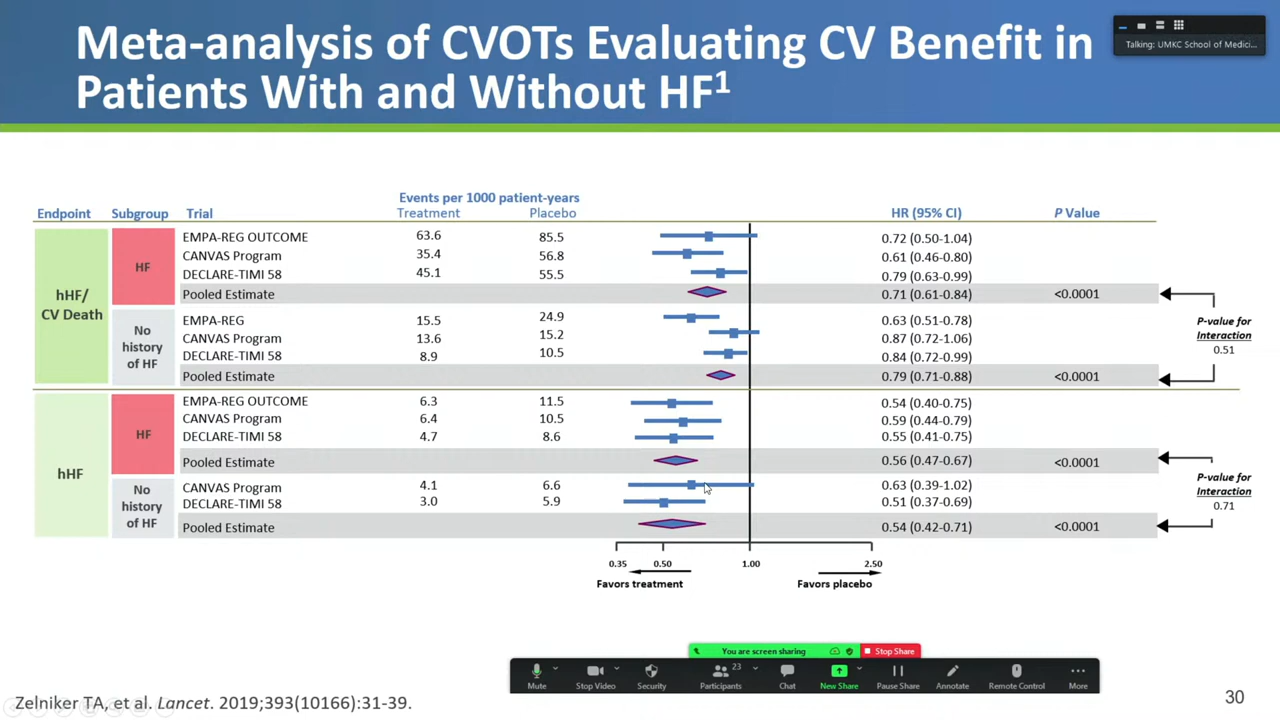 Meta-analysis of CVOTs Evaluating CV Benefit in
Patients With and Without HF1
Talking: UMKC School of Medici...
Events per 1000 patient-years
Endpoint Subgroup Trial Treatment Placebo HR (95% CI) P Value
hHF/
CV Death
HF
EMPA-REG OUTCOME 63.6 85.5 0.72 (0.50-1.04)
CANVAS Program 35.4 56.8 0.61 (0.46-0.80)
DECLARE-TIMI 58 45.1 55.5 0.79 (0.63-0.99)
Pooled Estimate 0.71 (0.61-0.84) <0.0001
No
history
of HF
EMPA-REG 15.5 24.9 0.63 (0.51-0.78)
CANVAS Program 13.6 15.2 0.87 (0.72-1.06)
DECLARE-TIMI 58 8.9 10.5 0.84 (0.72-0.99)
Pooled Estimate 0.79 (0.71-0.88) <0.0001
P-value for
Interaction
0.51
hHF
HF
EMPA-REG OUTCOME 6.3 11.5 0.54 (0.40-0.75)
CANVAS Program 6.4 10.5 0.59 (0.44-0.79)
DECLARE-TIMI 58 4.7 8.6 0.55 (0.41-0.75)
Pooled Estimate 0.56 (0.47-0.67) <0.0001
No
history
of HF
CANVAS Program 4.1 6.6 0.63 (0.39-1.02)
DECLARE-TIMI 58 3.0 5.9 0.51 (0.37-0.69)
Pooled Estimate 0.54 (0.42-0.71) <0.0001
P-value for
Interaction
0.71
0.35 0.50 1.00 2.50
Favors treatment Favors placebo
You are screen sharing Stop Share
23
Mute Stop Video Security Participants Chat New Share Pause Share Annotate Remote Control More
Zelniker TA, et al. Lancet. 2019;393(10166):31-39.
30